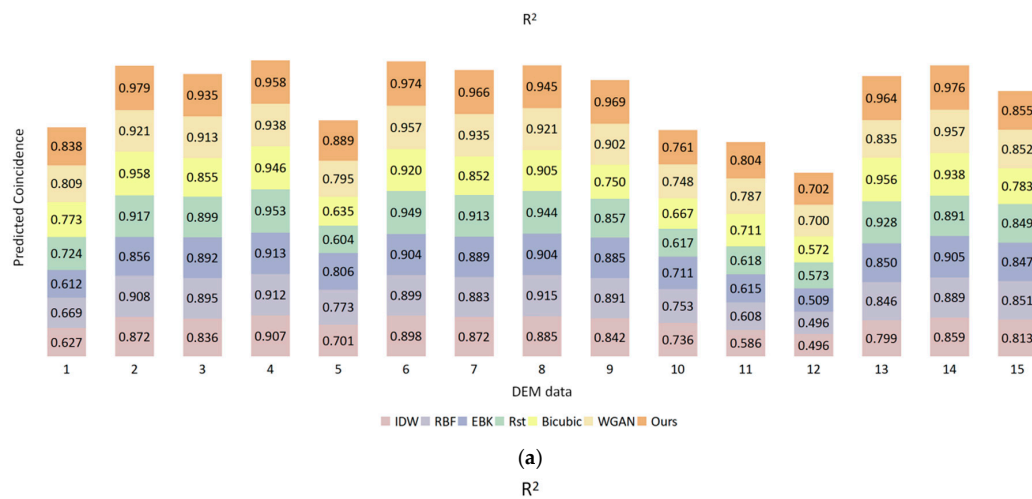 R²
Predicted Coincidence
0.838 0.809 0.773 0.724 0.612 0.669 0.627
0.979 0.921 0.958 0.917 0.856 0.908 0.872
0.935 0.913 0.855 0.899 0.892 0.895 0.836
0.958 0.938 0.946 0.953 0.913 0.912 0.907
0.889 0.795 0.635 0.604 0.806 0.773 0.701
0.974 0.957 0.920 0.949 0.904 0.899 0.898
0.966 0.935 0.852 0.913 0.889 0.883 0.872
0.945 0.921 0.905 0.944 0.904 0.915 0.885
0.969 0.902 0.750 0.857 0.885 0.891 0.842
0.761 0.748 0.667 0.617 0.711 0.753 0.736
0.804 0.787 0.711 0.618 0.615 0.608 0.586
0.702 0.700 0.572 0.573 0.509 0.496 0.496
0.964 0.835 0.956 0.928 0.850 0.846 0.799
0.976 0.957 0.938 0.891 0.905 0.889 0.859
0.855 0.852 0.783 0.849 0.847 0.851 0.813
1 2 3 4 5 6 7 8 9 10 11 12 13 14 15
DEM data
IDW RBF EBK Rst Bicubic WGAN Ours
(a)
R²